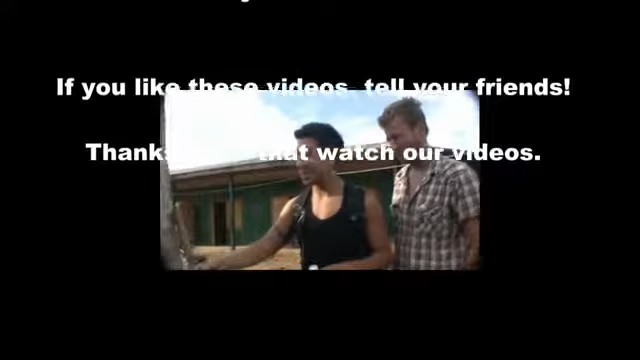 If you like these videos, tell your friends!
Thanks that watch our videos.